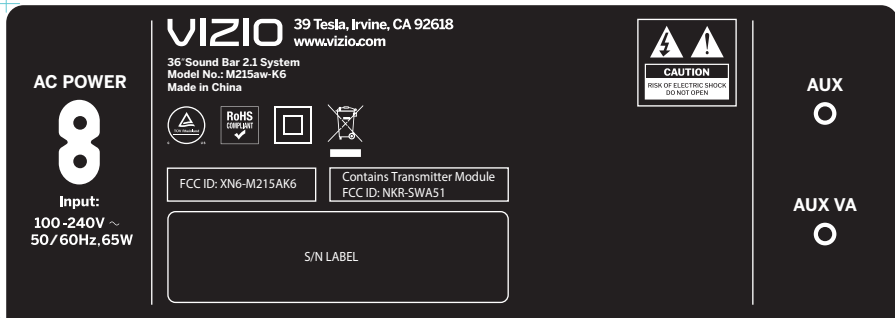 AC POWER
Input:
100-240V ~
50/60Hz,65W
VIZIO
39 Tesla, Irvine, CA 92618
www.vizio.com
36"Sound Bar 2.1 System
Model No.: M215aw-K6
Made in China
RoHS
COMPLIANT
FCC ID: XN6-M215AK6
Contains Transmitter Module
FCC ID: NKR-SWA51
S/N LABEL
CAUTION
RISK OF ELECTRIC SHOCK
DO NOT OPEN
AUX
AUX VA